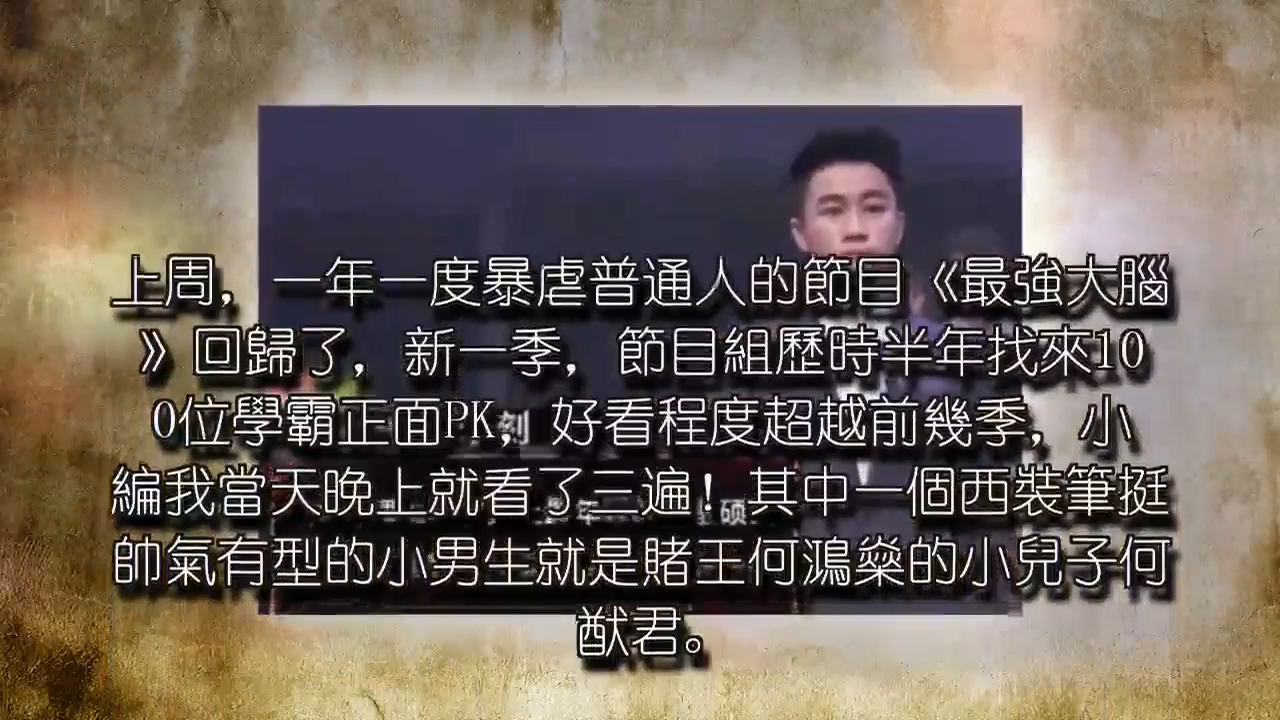 上周，一年一度暴虐普通人的節目《最強大腦
》回歸了，新一季，節目組歷時半年找來10
0位學霸正面PK，好看程度超越前幾季，小
編我當天晚上就看了三遍！其中一個西裝筆挺
帥氣有型的小男生就是賭王何鴻燊的小兒子何
猷君。
刻
硕